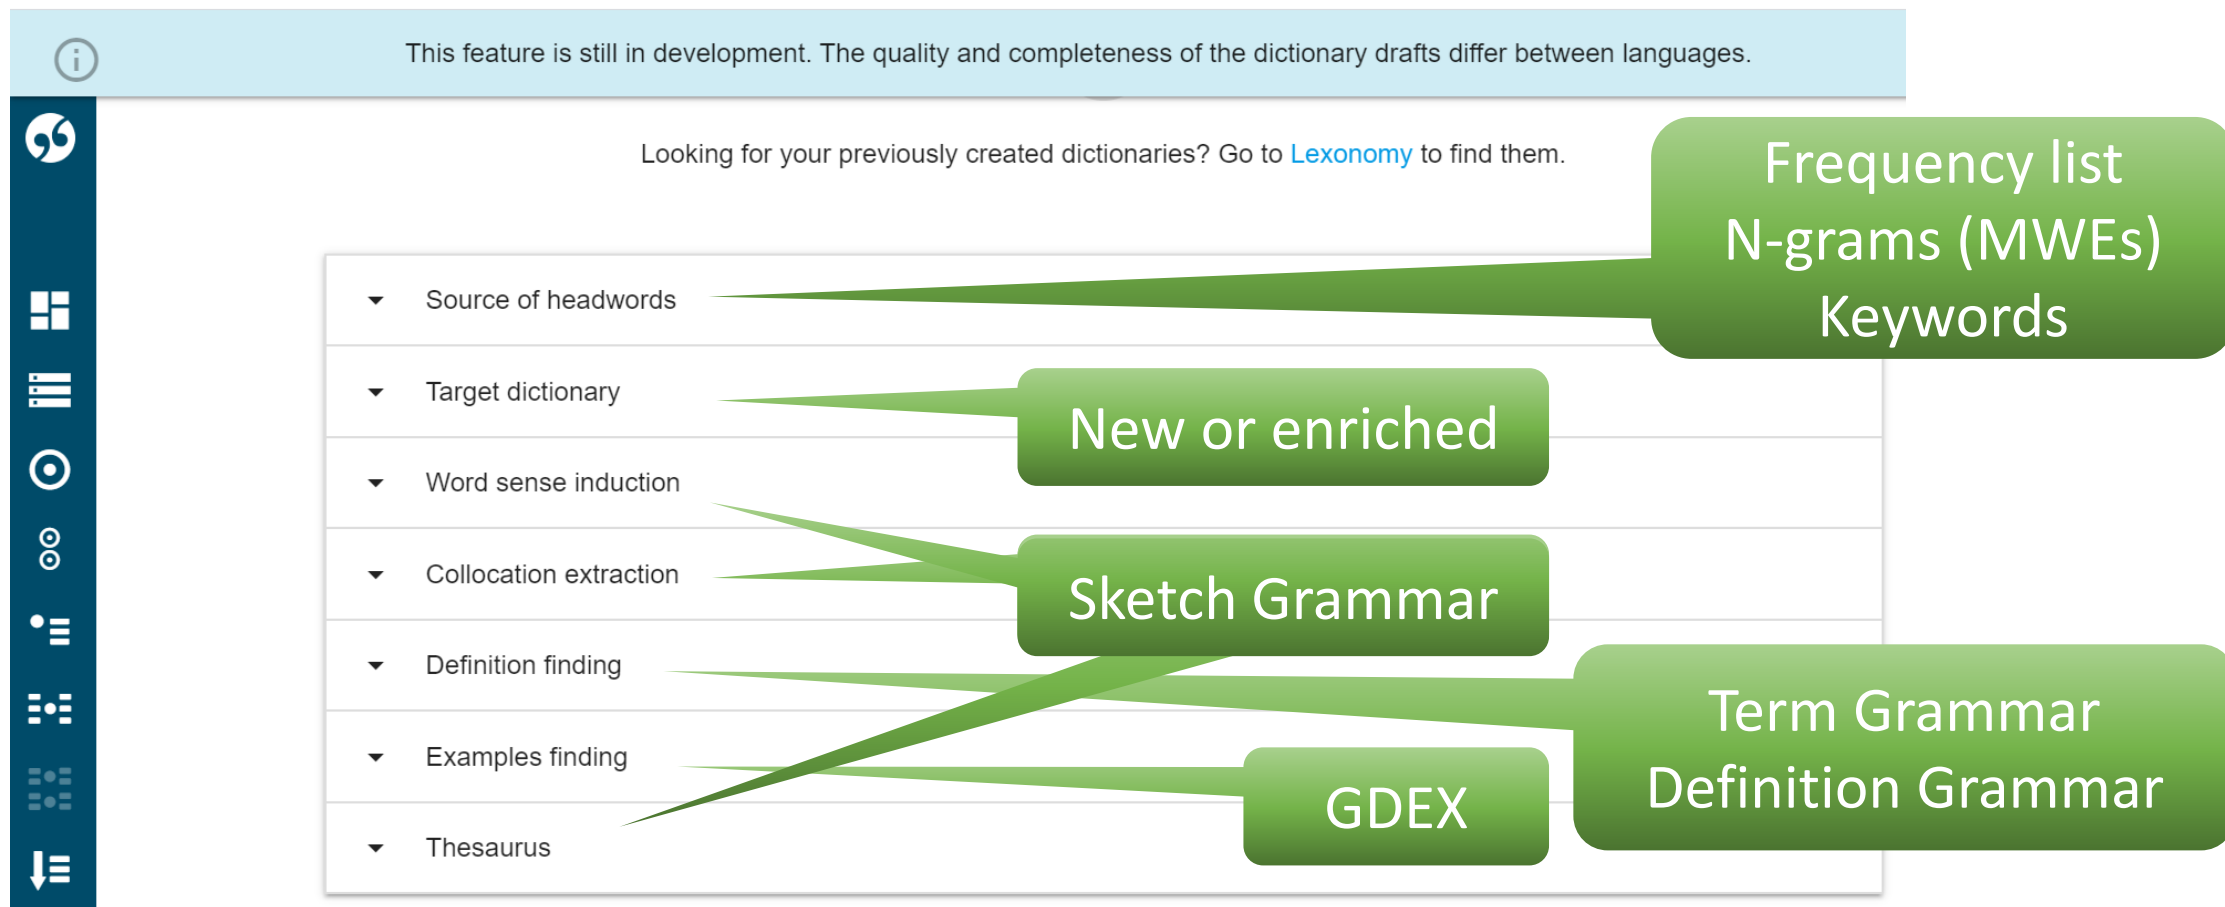 This feature is still in development. The quality and completeness of the dictionary drafts differ between languages.
Looking for your previously created dictionaries? Go to Lexonomy to find them.
Frequency list
N-grams (MWEs)
Keywords
Source of headwords
Target dictionary
New or enriched
Word sense induction
Collocation extraction
Sketch Grammar
Definition finding
Term Grammar
Definition Grammar
Examples finding
GDEX
Thesaurus